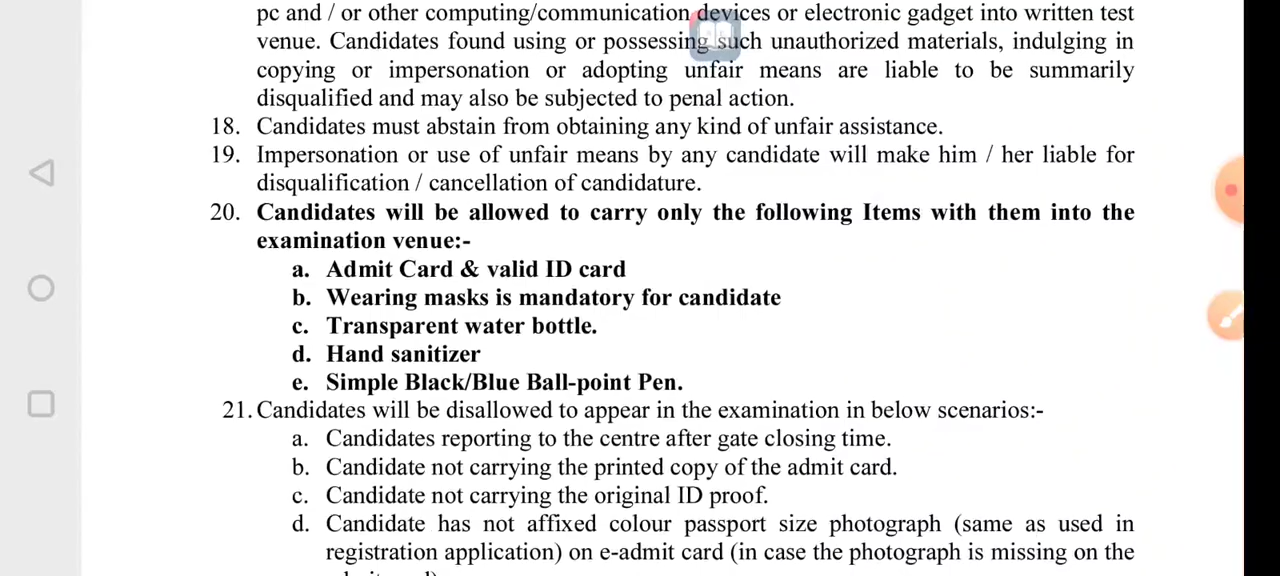 pc and / or other computing/communication devices or electronic gadget into written test
venue. Candidates found using or possessing such unauthorized materials, indulging in
copying or impersonation or adopting unfair means are liable to be summarily
disqualified and may also be subjected to penal action.
18. Candidates must abstain from obtaining any kind of unfair assistance.
19. Impersonation or use of unfair means by any candidate will make him / her liable for
disqualification / cancellation of candidature.
20. Candidates will be allowed to carry only the following Items with them into the
examination venue:-
a. Admit Card & valid ID card
b. Wearing masks is mandatory for candidate
c. Transparent water bottle.
d. Hand sanitizer
e. Simple Black/Blue Ball-point Pen.
21. Candidates will be disallowed to appear in the examination in below scenarios:-
a. Candidates reporting to the centre after gate closing time.
b. Candidate not carrying the printed copy of the admit card.
c. Candidate not carrying the original ID proof.
d. Candidate has not affixed colour passport size photograph (same as used in
registration application) on e-admit card (in case the photograph is missing on the